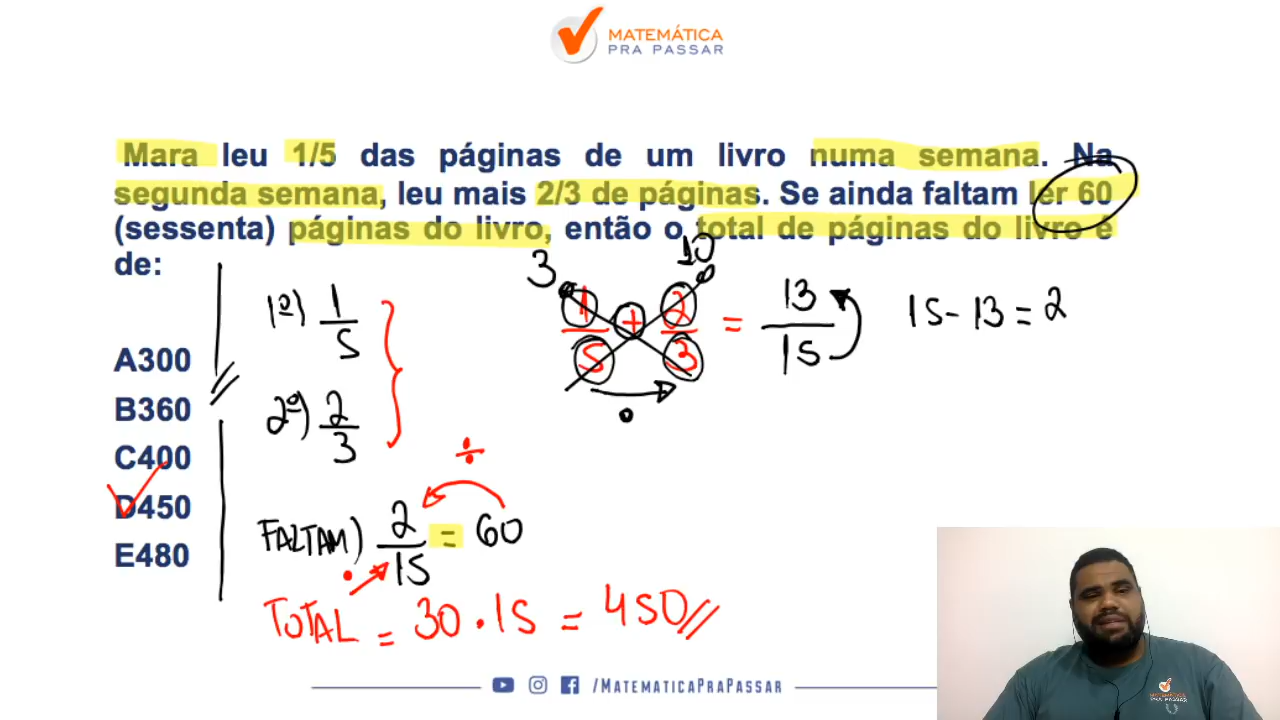 MATEMÁTICA
PRA PASSAR
Mara leu 1/5 das páginas de um livro numa semana. Na
segunda semana, leu mais 2/3 de páginas. Se ainda faltam ler 60
(sessenta) páginas do livro, então o total de páginas do livro é
de:
A300
B360
C400
D450
E480
1º) 1/5
2º) 2/3
3 10
1/5 + 2/3 = 13/15
15 - 13 = 2
÷
FALTAM) 2/15 = 60
TOTAL = 30 . 15 = 450//
/MATEMATICAPRAPASSAR
MATEMÁTICA
PRA PASSAR